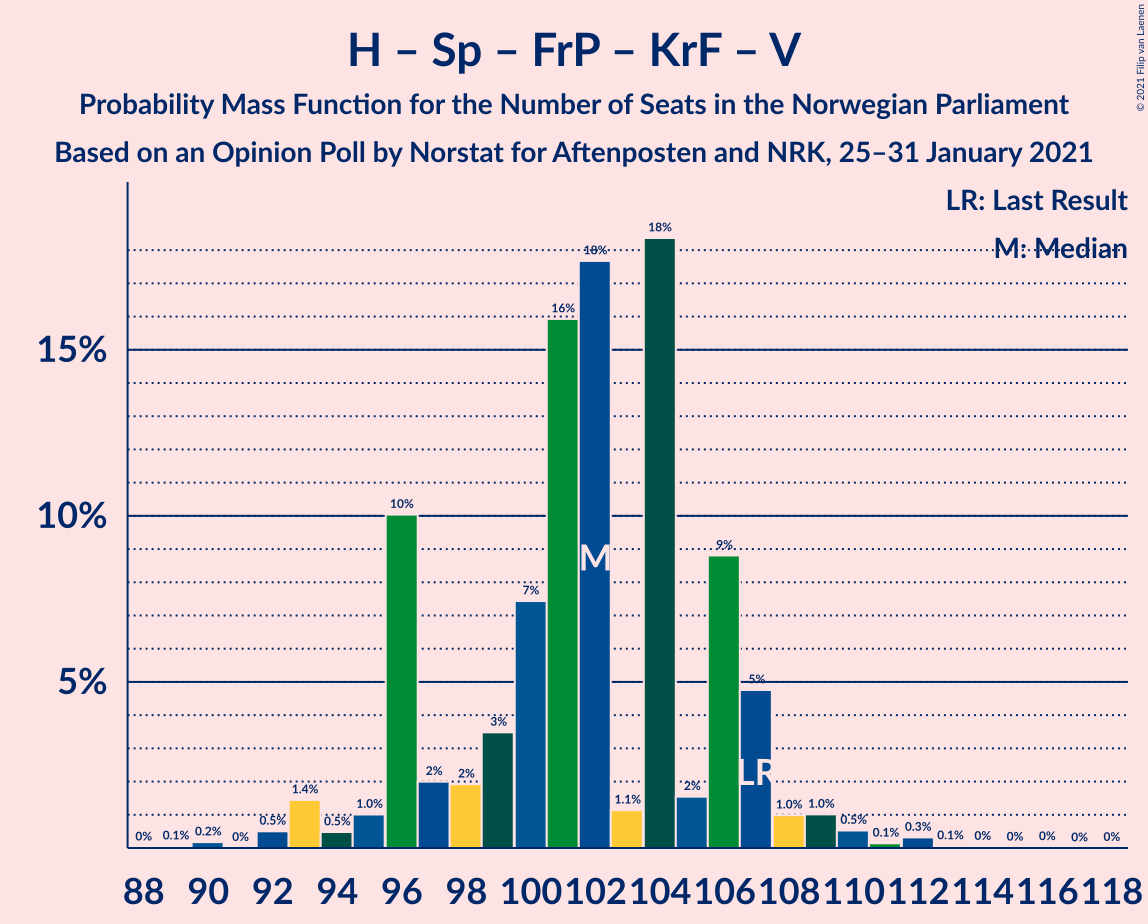 H – Sp – FrP – KrF – V
Probability Mass Function for the Number of Seats in the Norwegian Parliament
Based on an Opinion Poll by Norstat for Aftenposten and NRK, 25–31 January 2021
© 2021 Filip van Laenen
LR: Last Result
M: Median
15%
10%
5%
0% 0.1% 0.2% 0% 0.5% 1.4% 0.5% 1.0% 10% 2% 2% 3% 7% 16% 18% 1.1% 18% 2% 9% 5% 1.0% 1.0% 0.5% 0.1% 0.3% 0.1% 0% 0% 0% 0% 0%
M
LR
88 90 92 94 96 98 100 102 104 106 108 110 112 114 116 118